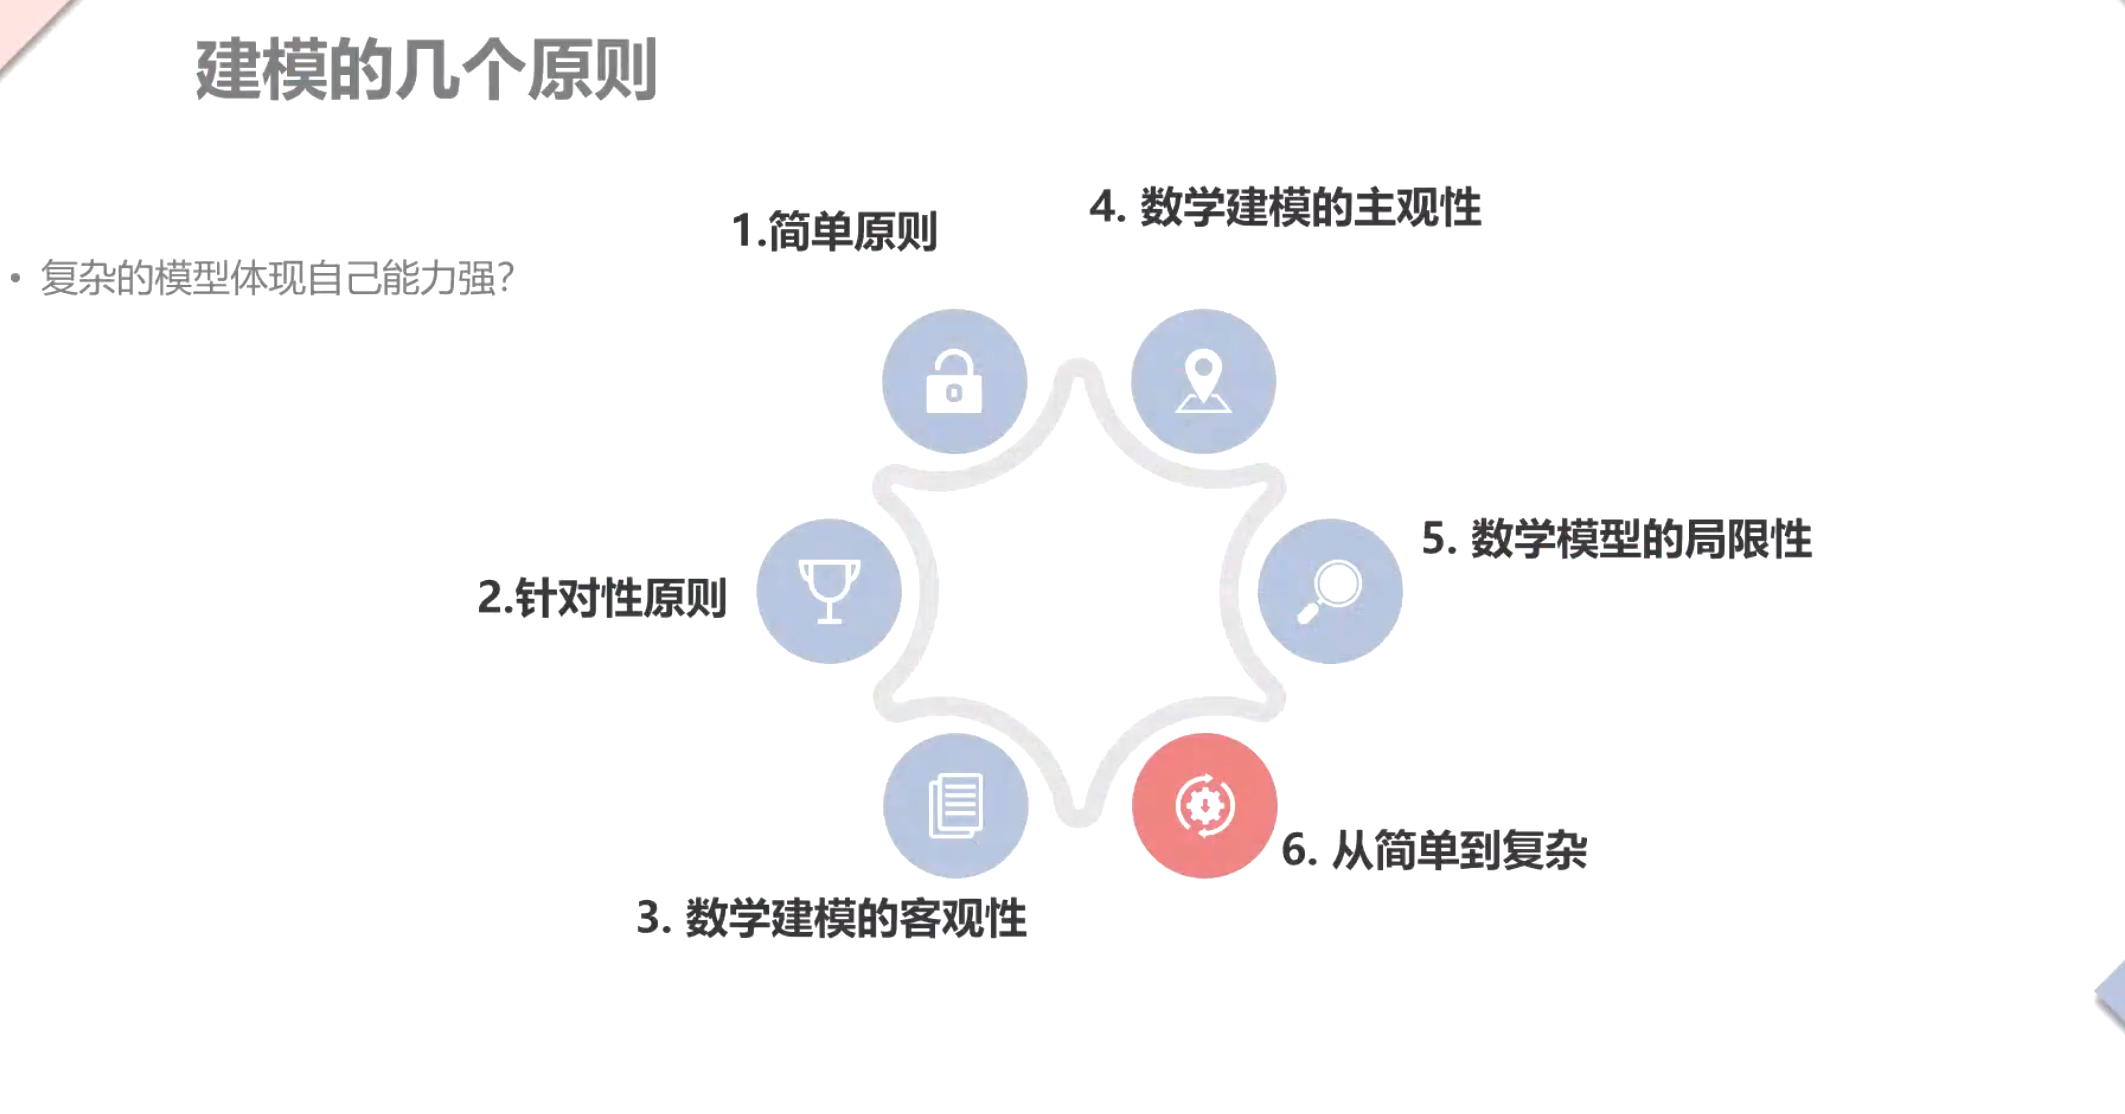 建模的几个原则
• 复杂的模型体现自己能力强?
1.简单原则
2.针对性原则
3. 数学建模的客观性
4. 数学建模的主观性
5. 数学模型的局限性
6. 从简单到复杂